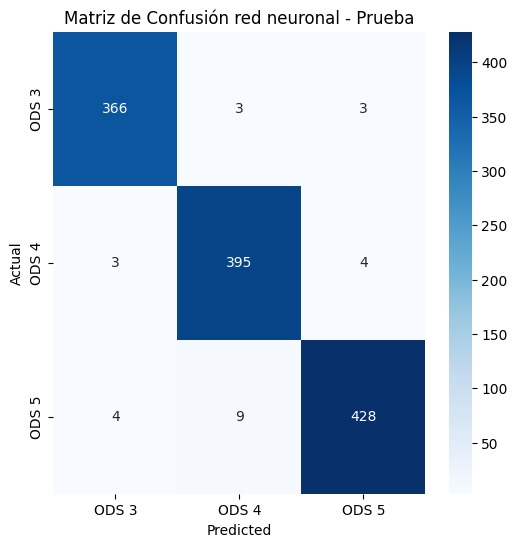 Matriz de Confusión red neuronal - Prueba
Actual
ODS 3
366
3
3
ODS 4
3
395
4
ODS 5
4
9
428
ODS 3
ODS 4
ODS 5
Predicted
400
350
300
250
200
150
100
50